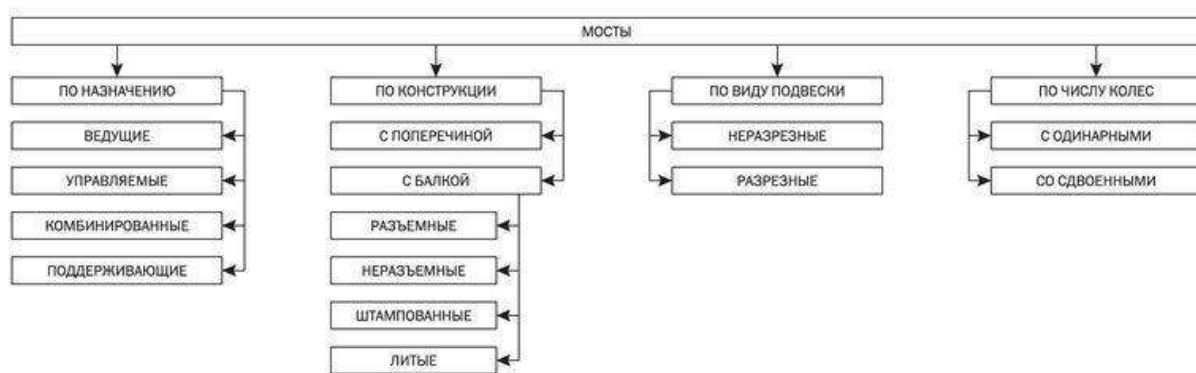 МОСТЫ
ПО НАЗНАЧЕНИЮ
ВЕДУЩИЕ
УПРАВЛЯЕМЫЕ
КОМБИНИРОВАННЫЕ
ПОДДЕРЖИВАЮЩИЕ
ПО КОНСТРУКЦИИ
С ПОПЕРЕЧИНОЙ
С БАЛКОЙ
РАЗЪЕМНЫЕ
НЕРАЗЪЕМНЫЕ
ШТАМПОВАННЫЕ
ЛИТЫЕ
ПО ВИДУ ПОДВЕСКИ
НЕРАЗРЕЗНЫЕ
РАЗРЕЗНЫЕ
ПО ЧИСЛУ КОЛЕС
С ОДИНАРНЫМИ
СО СДВОЕННЫМИ